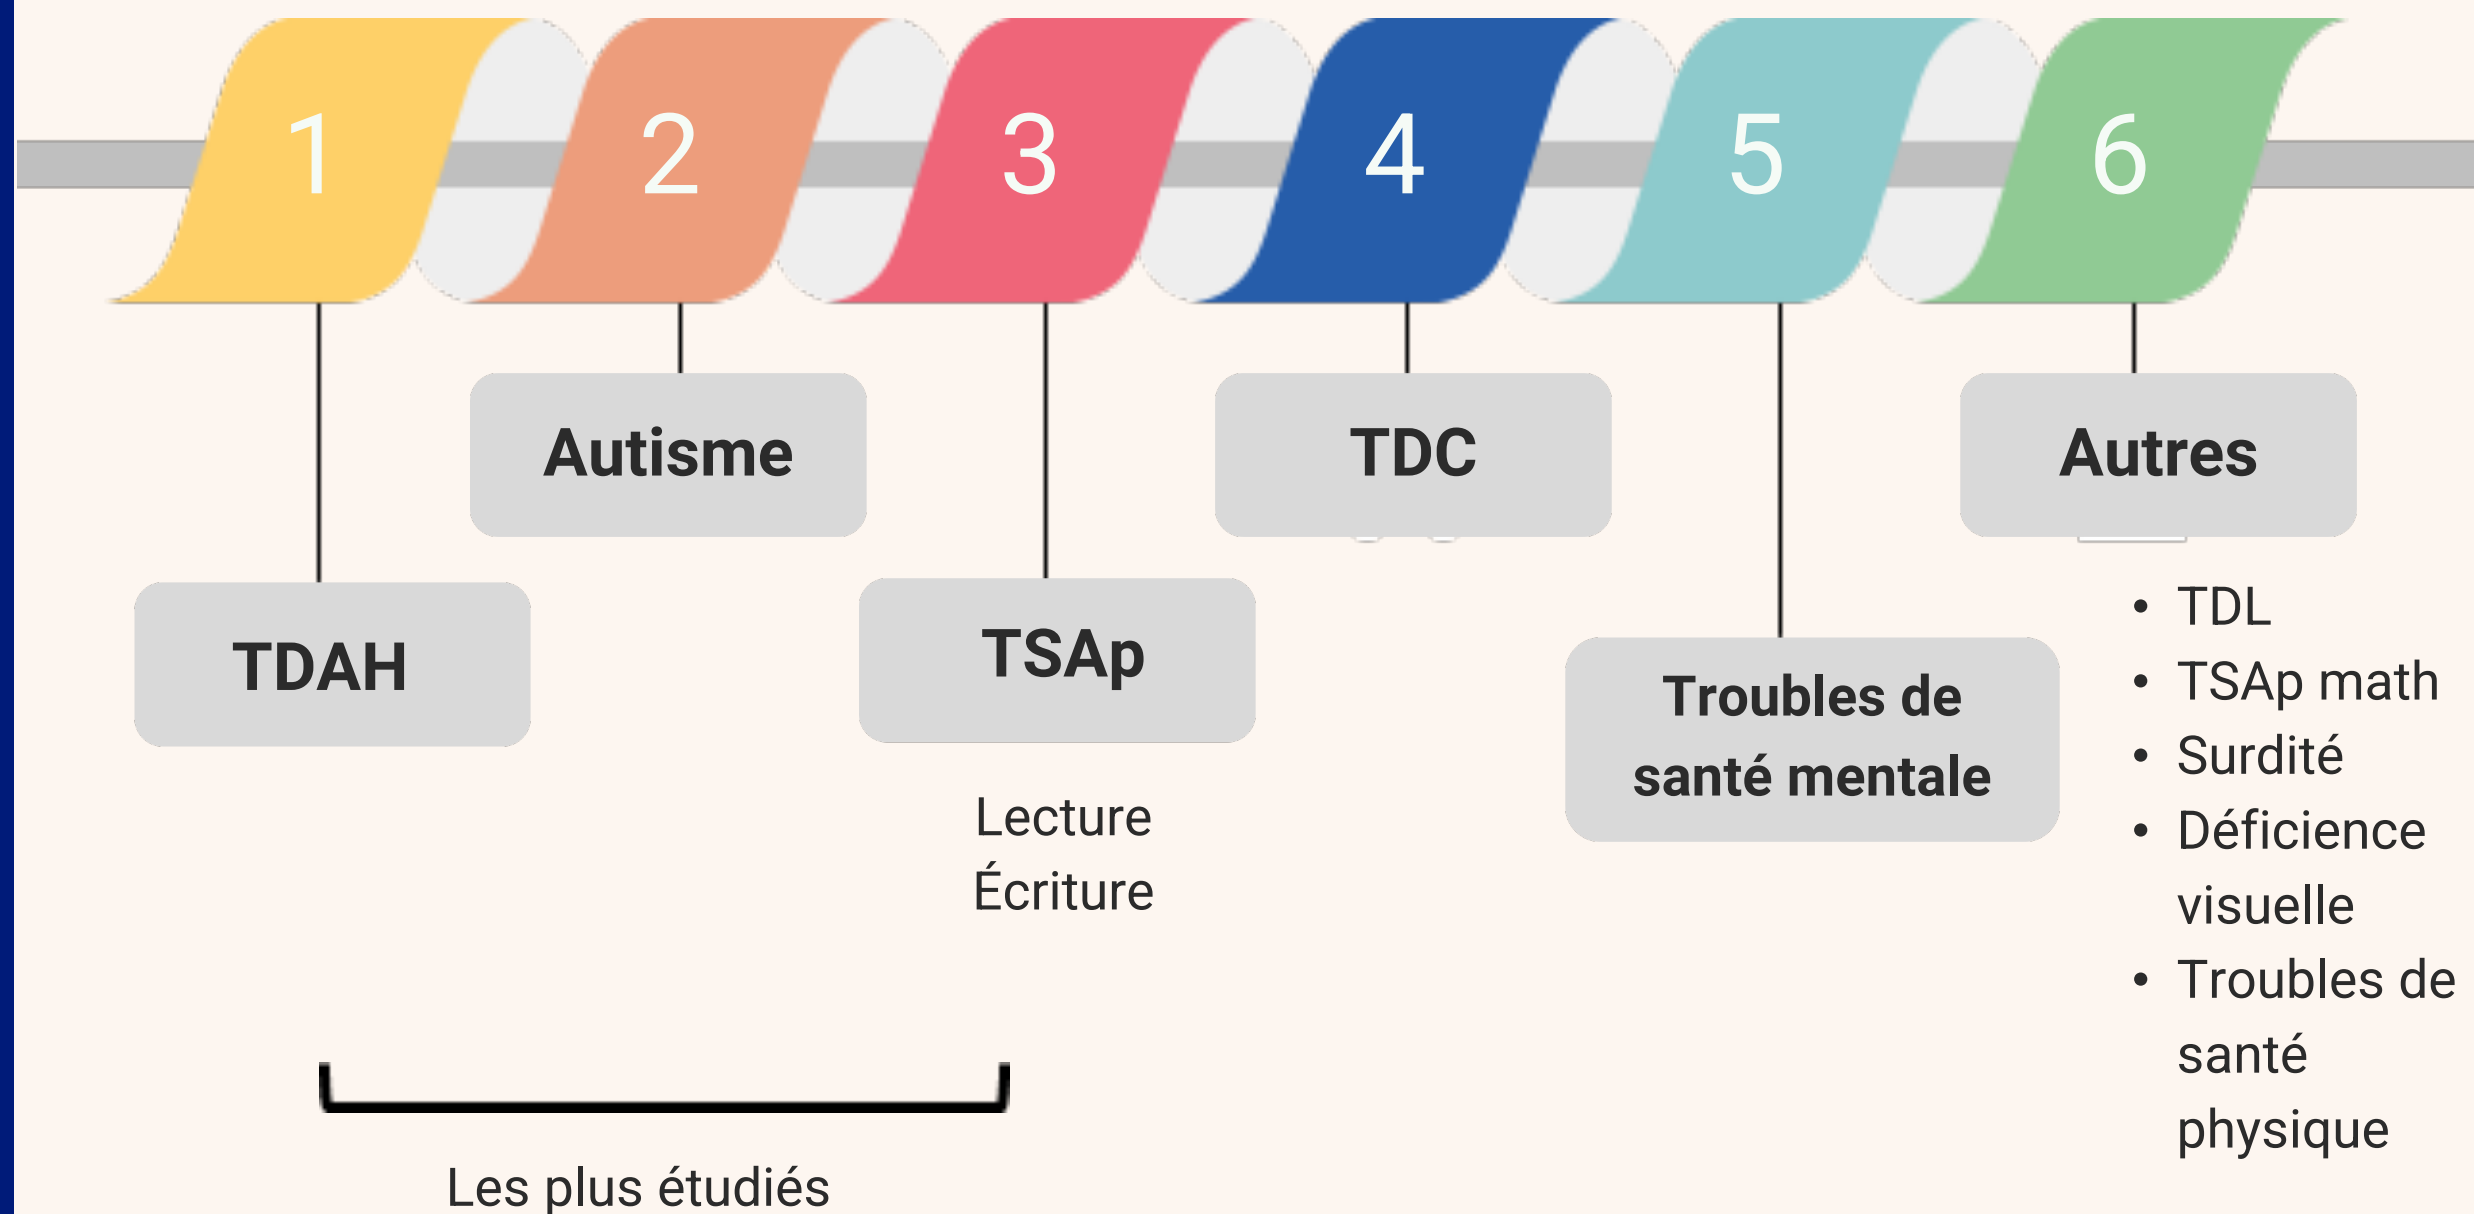 1
2
3
4
5
6
Autisme
TDC
Autres
TDAH
TSAp
Lecture
Écriture
Troubles de
santé mentale
• TDL
• TSAp math
• Surdité
• Déficience
visuelle
• Troubles de
santé
physique
Les plus étudiés